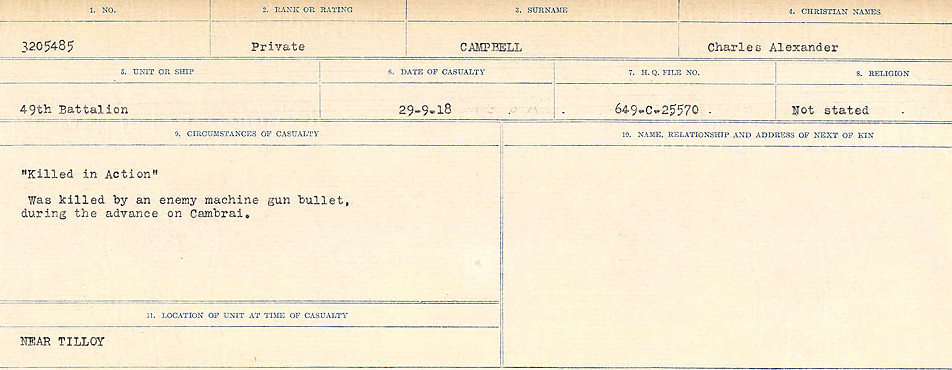 1. NO.
2. RANK OR RATING
3. SURNAME
4. CHRISTIAN NAMES
3205485
Private
CAMPBELL
Charles Alexander
5. UNIT OR SHIP
6. DATE OF CASUALTY
7. H. Q. FILE NO.
8. RELIGION
49th Battalion
29-9-18 .
649-C-25570 .
Not stated .
9. CIRCUMSTANCES OF CASUALTY
10. NAME, RELATIONSHIP AND ADDRESS OF NEXT OF KIN
"Killed in Action"
Was killed by an enemy machine gun bullet,
during the advance on Cambrai.
11. LOCATION OF UNIT AT TIME OF CASUALTY
NEAR TILLOY